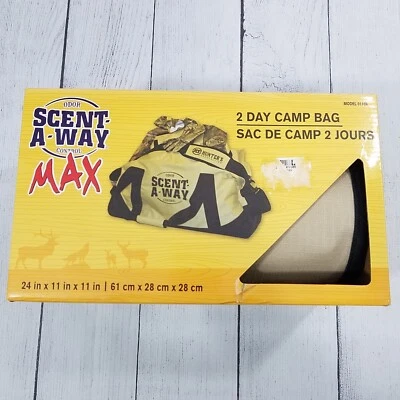 ODOR
SCENT-
A-WAY
CONTROL
MAX
2 DAY CAMP BAG
SAC DE CAMP 2 JOURS
MODEL
HUNTER'S
SCENT-
A-WAY
24 in x 11 in x 11 in | 61 cm x 28 cm x 28 cm